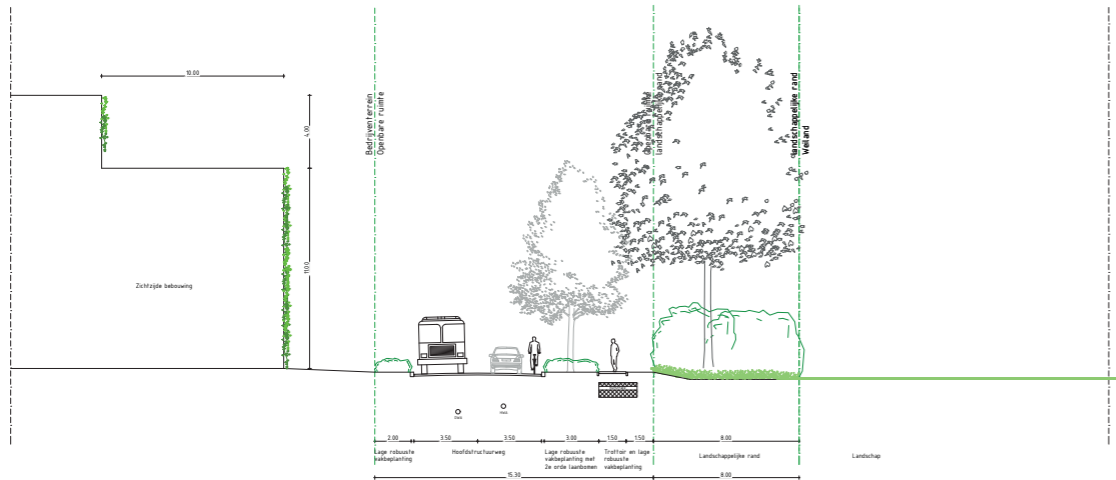 10.00
4.00
11.00
Zichtzijde bebouwing
Bedrijventerrein
Openbare ruimte
Openbare ruimte
landschappelijke rand
landschappelijke rand
Weiland
2.00
3.50
3.50
3.00
1.50
1.50
8.00
Lage robuuste
vakbeplanting
Hoofdstructuurweg
Lage robuuste
vakbeplanting met
2e orde laanbomen
Trottoir en lage
robuuste
vakbeplanting
Landschappelijke rand
Landschap
15.30
8.00